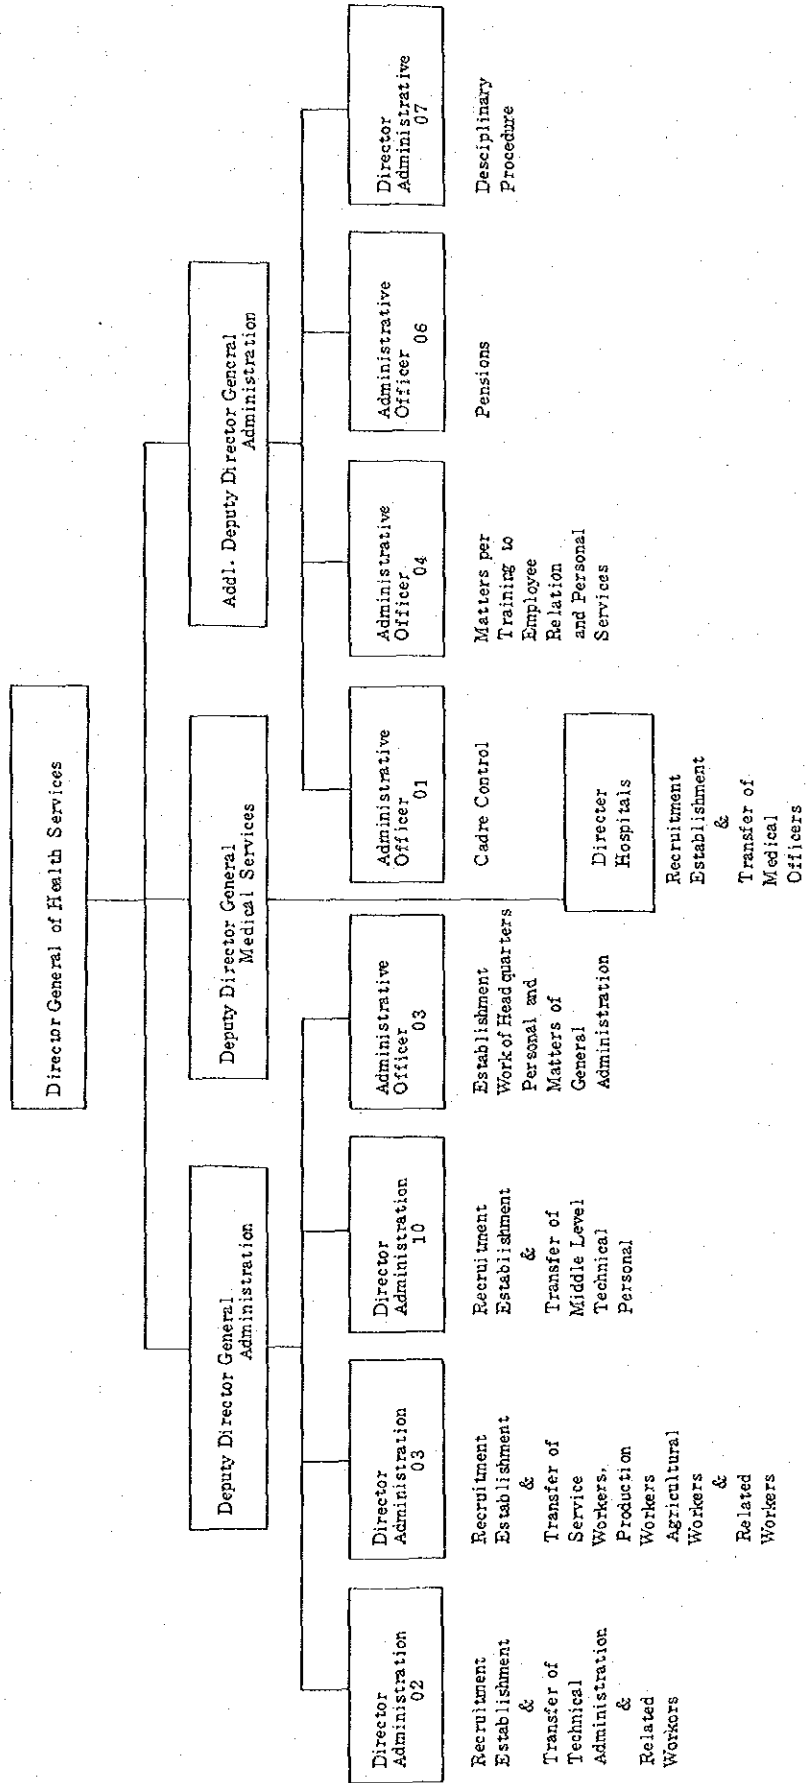 Director General of Health Services
Deputy Director General
Administration
Deputy Director General
Medical Services
Addl. Deputy Director General
Administration
Director
Administration
02
Recruitment
Establishment
&
Transfer of
Technical
Administration
&
Related
Workers
Director
Administration
03
Recruitment
Establishment
&
Transfer of
Service
Workers,
Production
Workers
Agricultural
Workers
&
Related
Workers
Director
Administration
10
Recruitment
Establishment
&
Transfer of
Middle Level
Technical
Personal
Administrative
Officer
03
Establishment
Work of Headquarters
Personal and
Matters of
General
Administration
Administrative
Officer
01
Cadre Control
Administrative
Officer
04
Matters per
Training to
Employee
Relation
and Personal
Services
Administrative
Officer
06
Pensions
Director
Administrative
07
Desciplinary
Procedure
Directer
Hospitals
Recruitment
Establishment
&
Transfer of
Medical
Officers